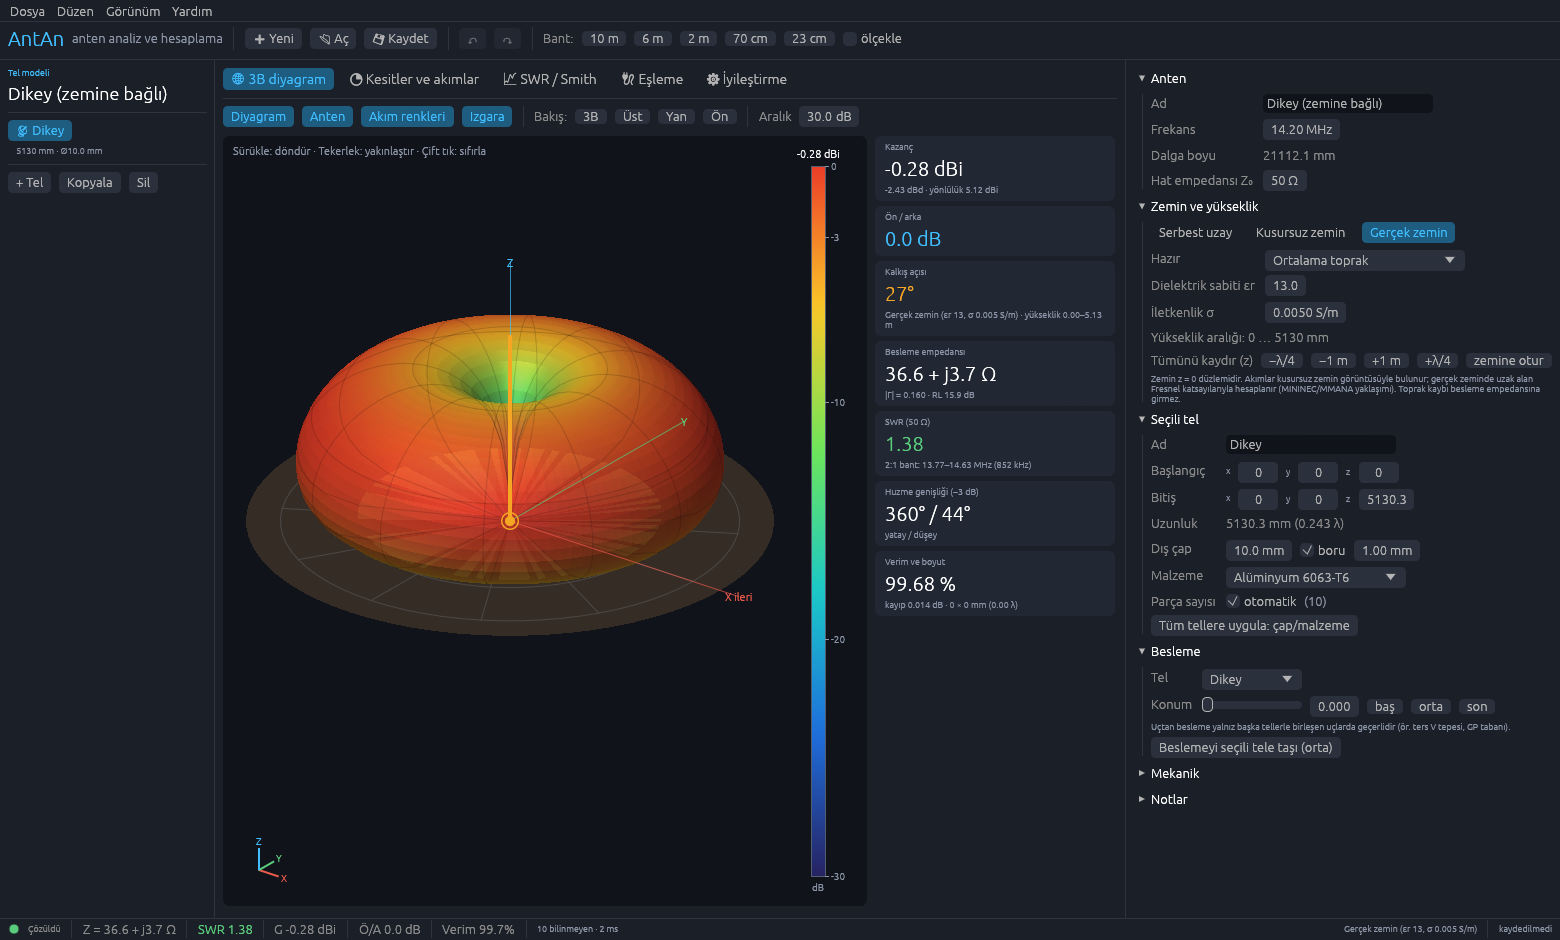 Dosya Düzen Görünüm Yardım
AntAn anten analiz ve hesaplama + Yeni Aç Kaydet Bant: 10 m 6 m 2 m 70 cm 23 cm ölçekle
Tel modeli
Dikey (zemine bağlı)
Dikey
5130 mm · Ø10.0 mm
+ Tel Kopyala Sil
3B diyagram Kesitler ve akımlar SWR / Smith Eşleme İyileştirme
Diyagram Anten Akım renkleri Izgara Bakış: 3B Üst Yan Ön Aralık 30.0 dB
Sürükle: döndür · Tekerlek: yakınlaştır · Çift tık: sıfırla
-0.28 dBi
0
-3
-10
-20
-30
dB
Z
Y
X ileri
Z
Y
X
Kazanç
-0.28 dBi
-2.43 dBd · yönlülük 5.12 dBi
Ön / arka
0.0 dB
Kalkış açısı
27°
Gerçek zemin (εr 13, σ 0.005 S/m) · yükseklik 0.00–5.13
m
Besleme empedansı
36.6 + j3.7 Ω
|Γ| = 0.160 · RL 15.9 dB
SWR (50 Ω)
1.38
2:1 bant: 13.77–14.63 MHz (852 kHz)
Huzme genişliği (−3 dB)
360° / 44°
yatay / düşey
Verim ve boyut
99.68 %
kayıp 0.014 dB · 0 × 0 mm (0.00 λ)
Anten
Ad Dikey (zemine bağlı)
Frekans 14.20 MHz
Dalga boyu 21112.1 mm
Hat empedansı Z₀ 50 Ω
Zemin ve yükseklik
Serbest uzay Kusursuz zemin Gerçek zemin
Hazır Ortalama toprak
Dielektrik sabiti εr 13.0
İletkenlik σ 0.0050 S/m
Yükseklik aralığı: 0 … 5130 mm
Tümünü kaydır (z) −λ/4 −1 m +1 m +λ/4 zemine otur
Zemin z = 0 düzlemidir. Akımlar kusursuz zemin görüntüsüyle bulunur; gerçek zeminde uzak alan
Fresnel katsayılarıyla hesaplanır (MININEC/MMANA yaklaşımı). Toprak kaybı besleme empedansına
girmez.
Seçili tel
Ad Dikey
Başlangıç x 0 y 0 z 0
Bitiş x 0 y 0 z 5130.3
Uzunluk 5130.3 mm (0.243 λ)
Dış çap 10.0 mm boru 1.00 mm
Malzeme Alüminyum 6063-T6
Parça sayısı otomatik (10)
Tüm tellere uygula: çap/malzeme
Besleme
Tel Dikey
Konum 0.000 baş orta son
Uçtan besleme yalnız başka tellerle birleşen uçlarda geçerlidir (ör. ters V tepesi, GP tabanı).
Beslemeyi seçili tele taşı (orta)
Mekanik
Notlar
Çözüldü Z = 36.6 + j3.7 Ω SWR 1.38 G -0.28 dBi Ö/A 0.0 dB Verim 99.7% 10 bilinmeyen · 2 ms Gerçek zemin (εr 13, σ 0.005 S/m) kaydedilmedi